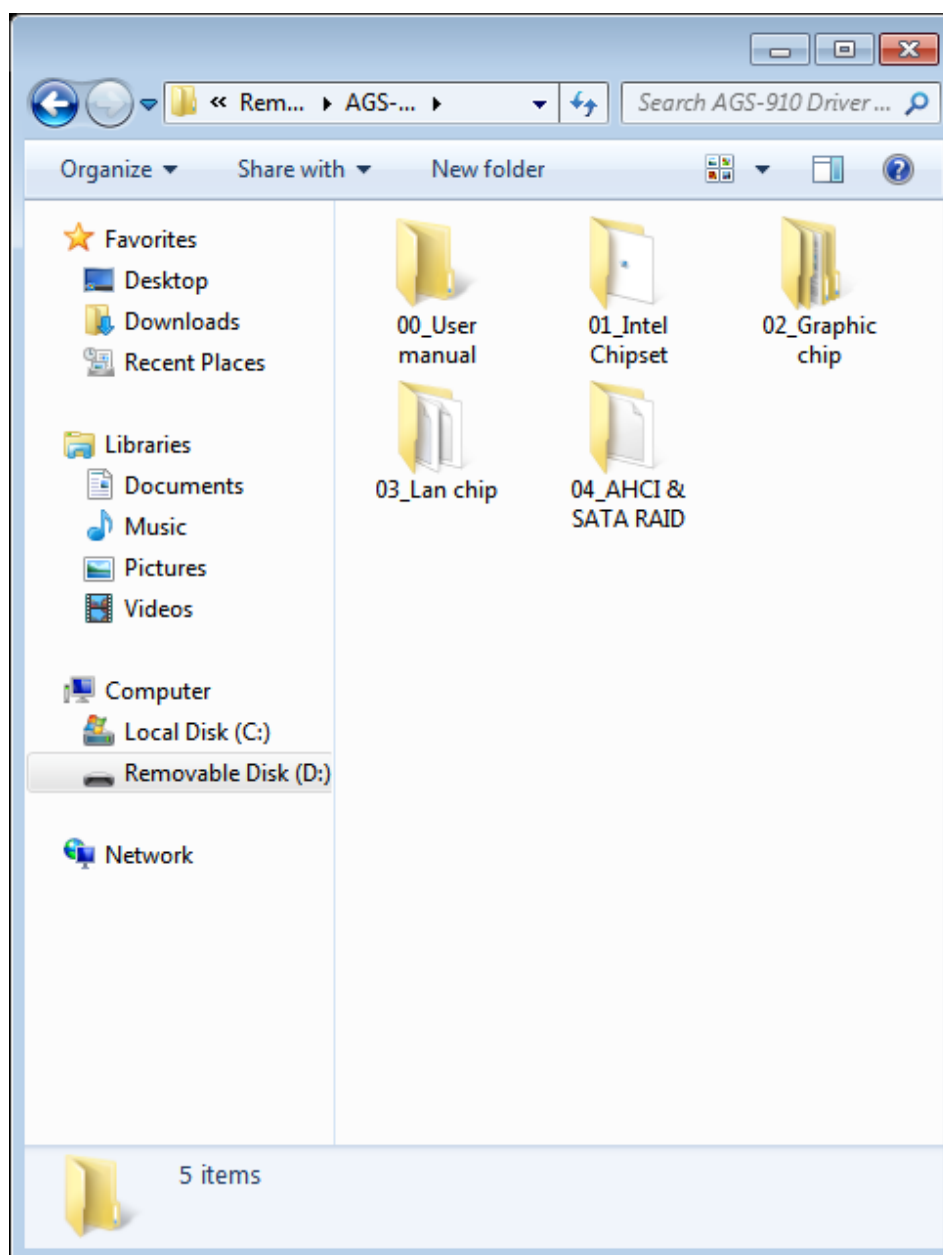 « Rem... AGS-... Search AGS-910 Driver ...
Organize Share with New folder
Favorites
Desktop
Downloads
Recent Places
Libraries
Documents
Music
Pictures
Videos
Computer
Local Disk (C:)
Removable Disk (D:)
Network
00_User
manual
01_Intel
Chipset
02_Graphic
chip
03_Lan chip
04_AHCI &
SATA RAID
5 items